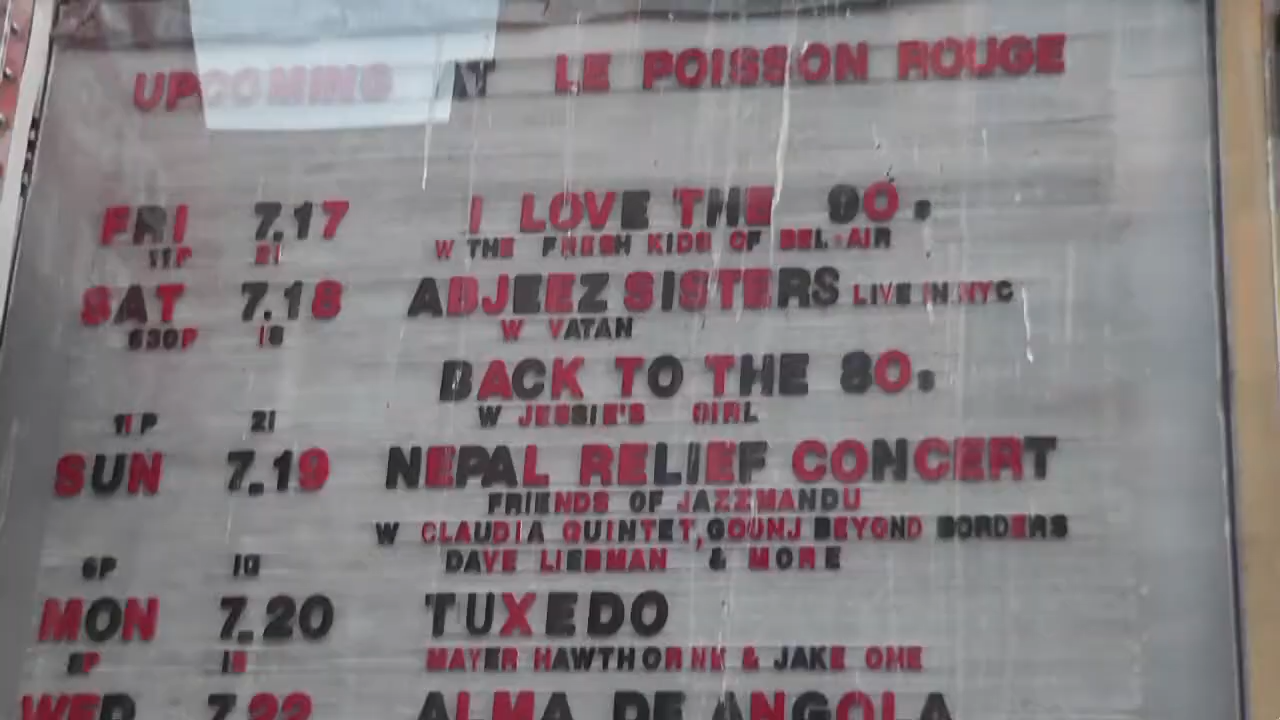 UPCOMING AT LE POISSON ROUGE
FRI 7.17 I LOVE THE 90s
11P 21 W THE FRESH KIDS OF BEL-AIR
SAT 7.18 ADJEEZ SISTERS LIVE IN NYC
630P 18 W VATAN
BACK TO THE 80s
11P 21 W JESSIE'S GIRL
SUN 7.19 NEPAL RELIEF CONCERT
FRIENDS OF JAZZMANDU
W CLAUDIA QUINTET, BEYOND BORDERS
6P DAVE LIEBMAN & MORE
MON 7.20 TUXEDO
8P 18 MAYER HAWTHORNE & JAKE ONE
WED 7.22 ALMA DE ANGOLA